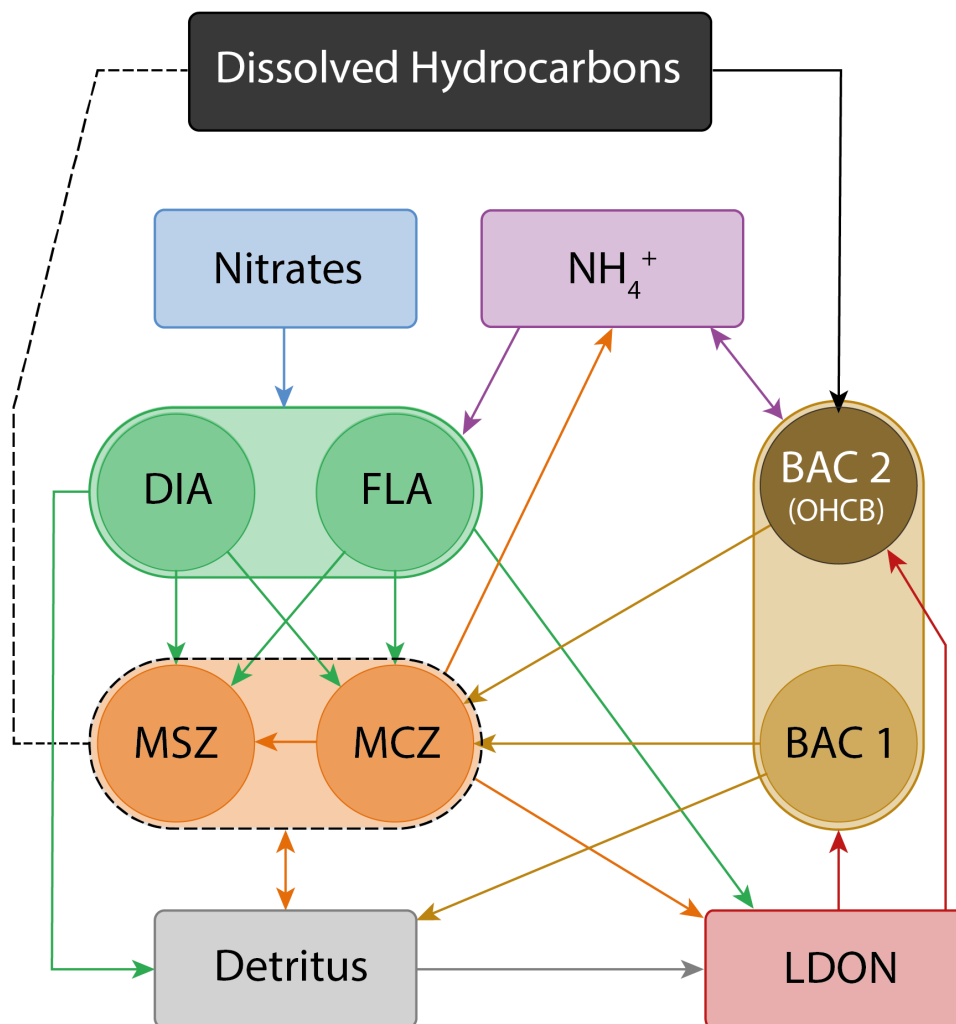 Dissolved Hydrocarbons
Nitrates
NH₄⁺
DIA
FLA
BAC 2
(OHCB)
MSZ
MCZ
BAC 1
Detritus
LDON